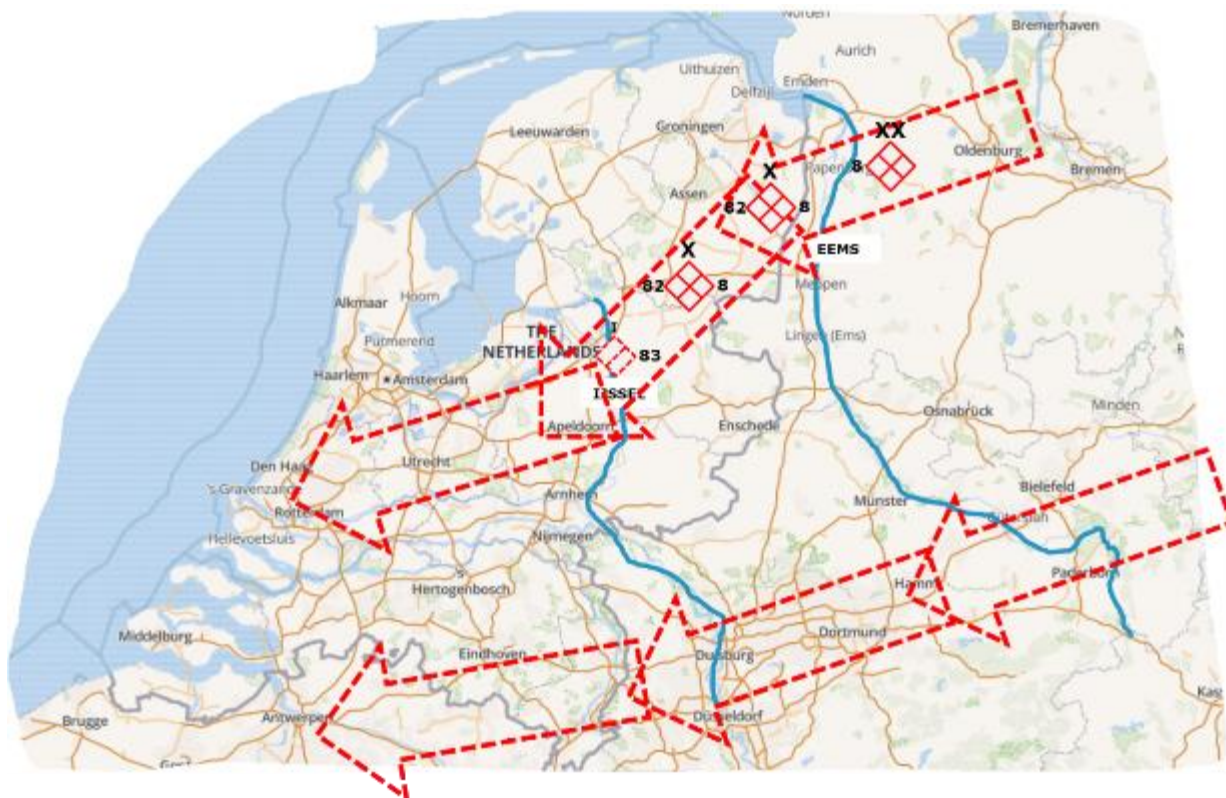 Norden
Bremerhaven
Aurich
Uithuizen
Emden
Delfzijl
Leeuwarden
Groningen
XX
Oldenburg
Bremen
8
X
Assen
82
8
X
EEMS
82
8
Meppen
Alkmaar
Hoorn
I
THE
NETHERLANDS
Purmerend
Lingen (Ems)
83
Haarlem
Amsterdam
Apeldoorn
Enschede
Osnabrück
Minden
Den Haag
Utrecht
's Gravenzande
Arnhem
Münster
Bielefeld
Rotterdam
Gütersloh
Hellevoetsluis
Nijmegen
Hertogenbosch
Hamm
Paderborn
Middelburg
Dortmund
Eindhoven
Duisburg
Brugge
Antwerpen
Düsseldorf